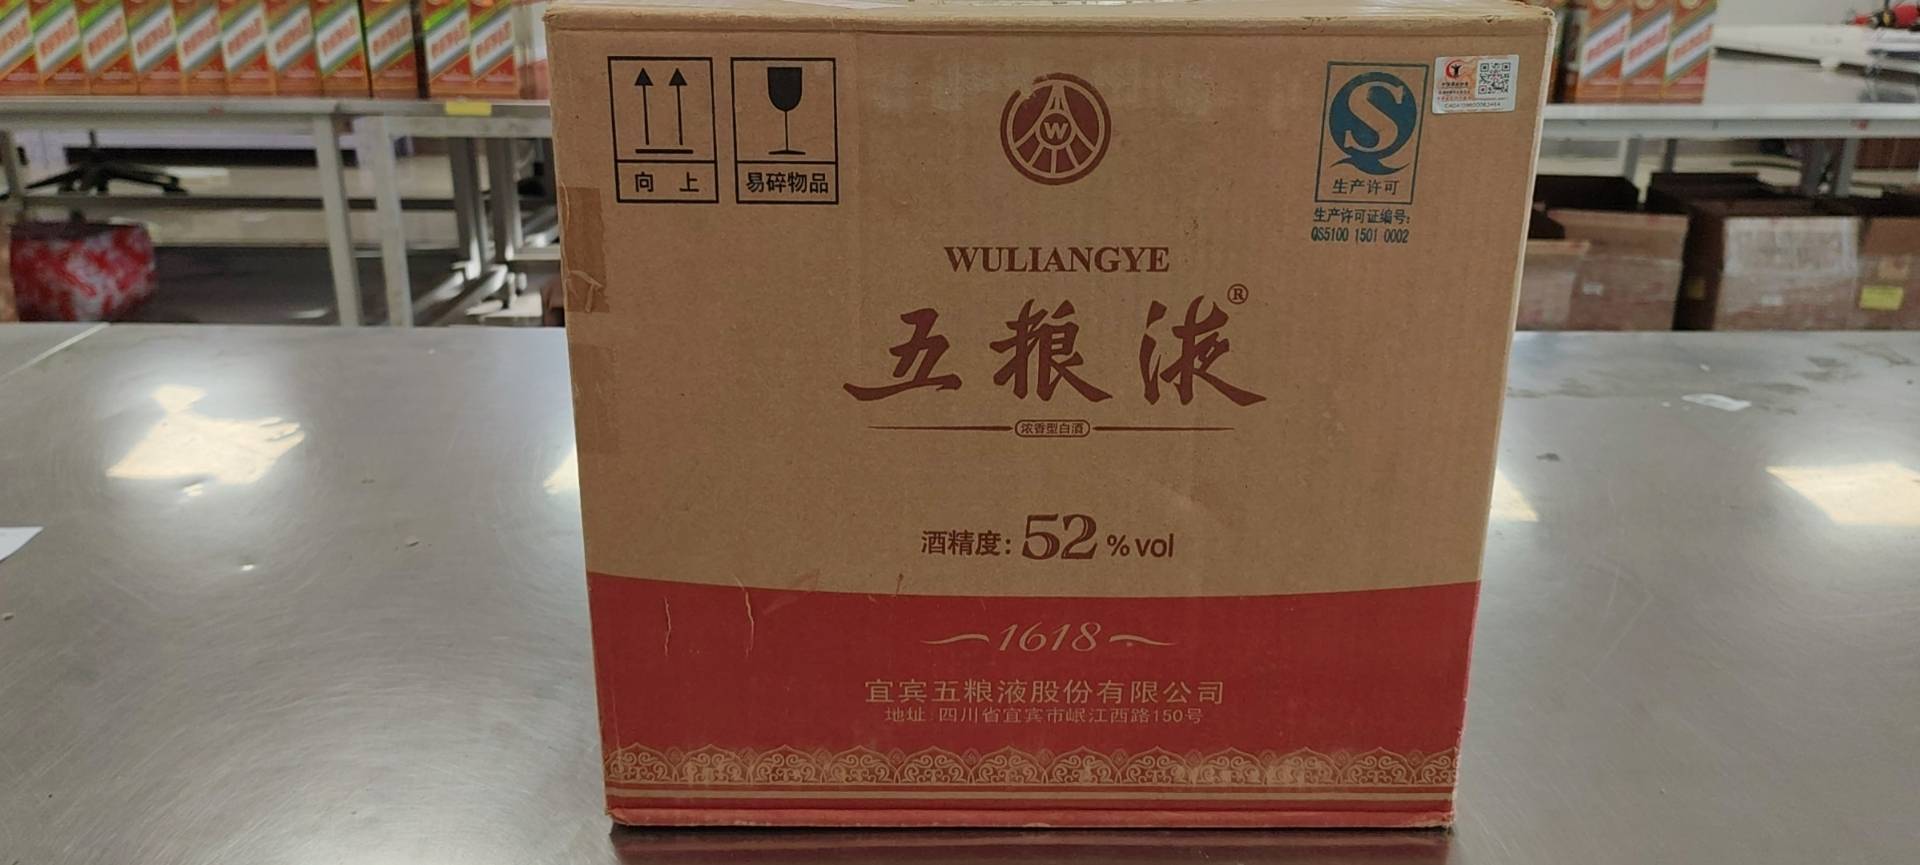 向 上
易碎物品
W
生产许可
生产许可证编号:
QS5100 1501 0002
WULIANGYE
五粮液®
浓香型白酒
酒精度: 52 %vol
1618
宜宾五粮液股份有限公司
地址:四川省宜宾市岷江西路150号